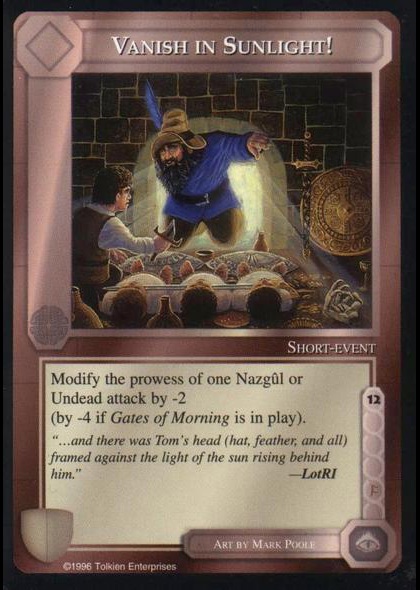 VANISH IN SUNLIGHT!
SHORT-EVENT
Modify the prowess of one Nazgûl or
Undead attack by -2
(by -4 if Gates of Morning is in play).
“...and there was Tom’s head (hat, feather, and all)
framed against the light of the sun rising behind
him.” —LotRI
12
F
ART BY MARK POOLE
©1996 Tolkien Enterprises